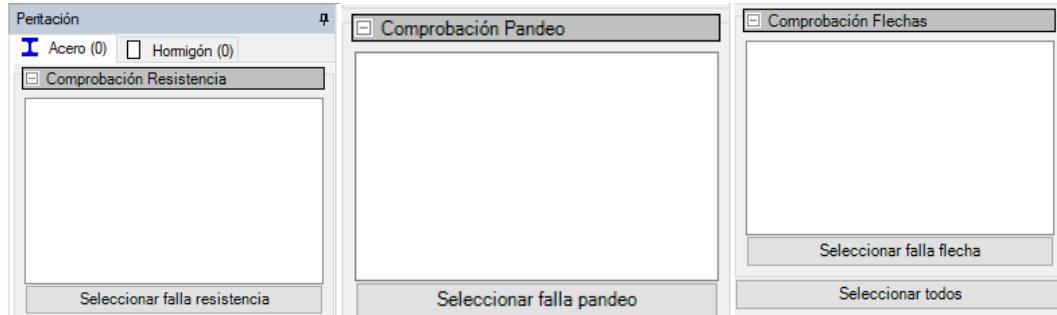 Peritación
Acero (0) Hormigón (0)
Comprobación Resistencia
Seleccionar falla resistencia
Comprobación Pandeo
Seleccionar falla pandeo
Comprobación Flechas
Seleccionar falla flecha
Seleccionar todos